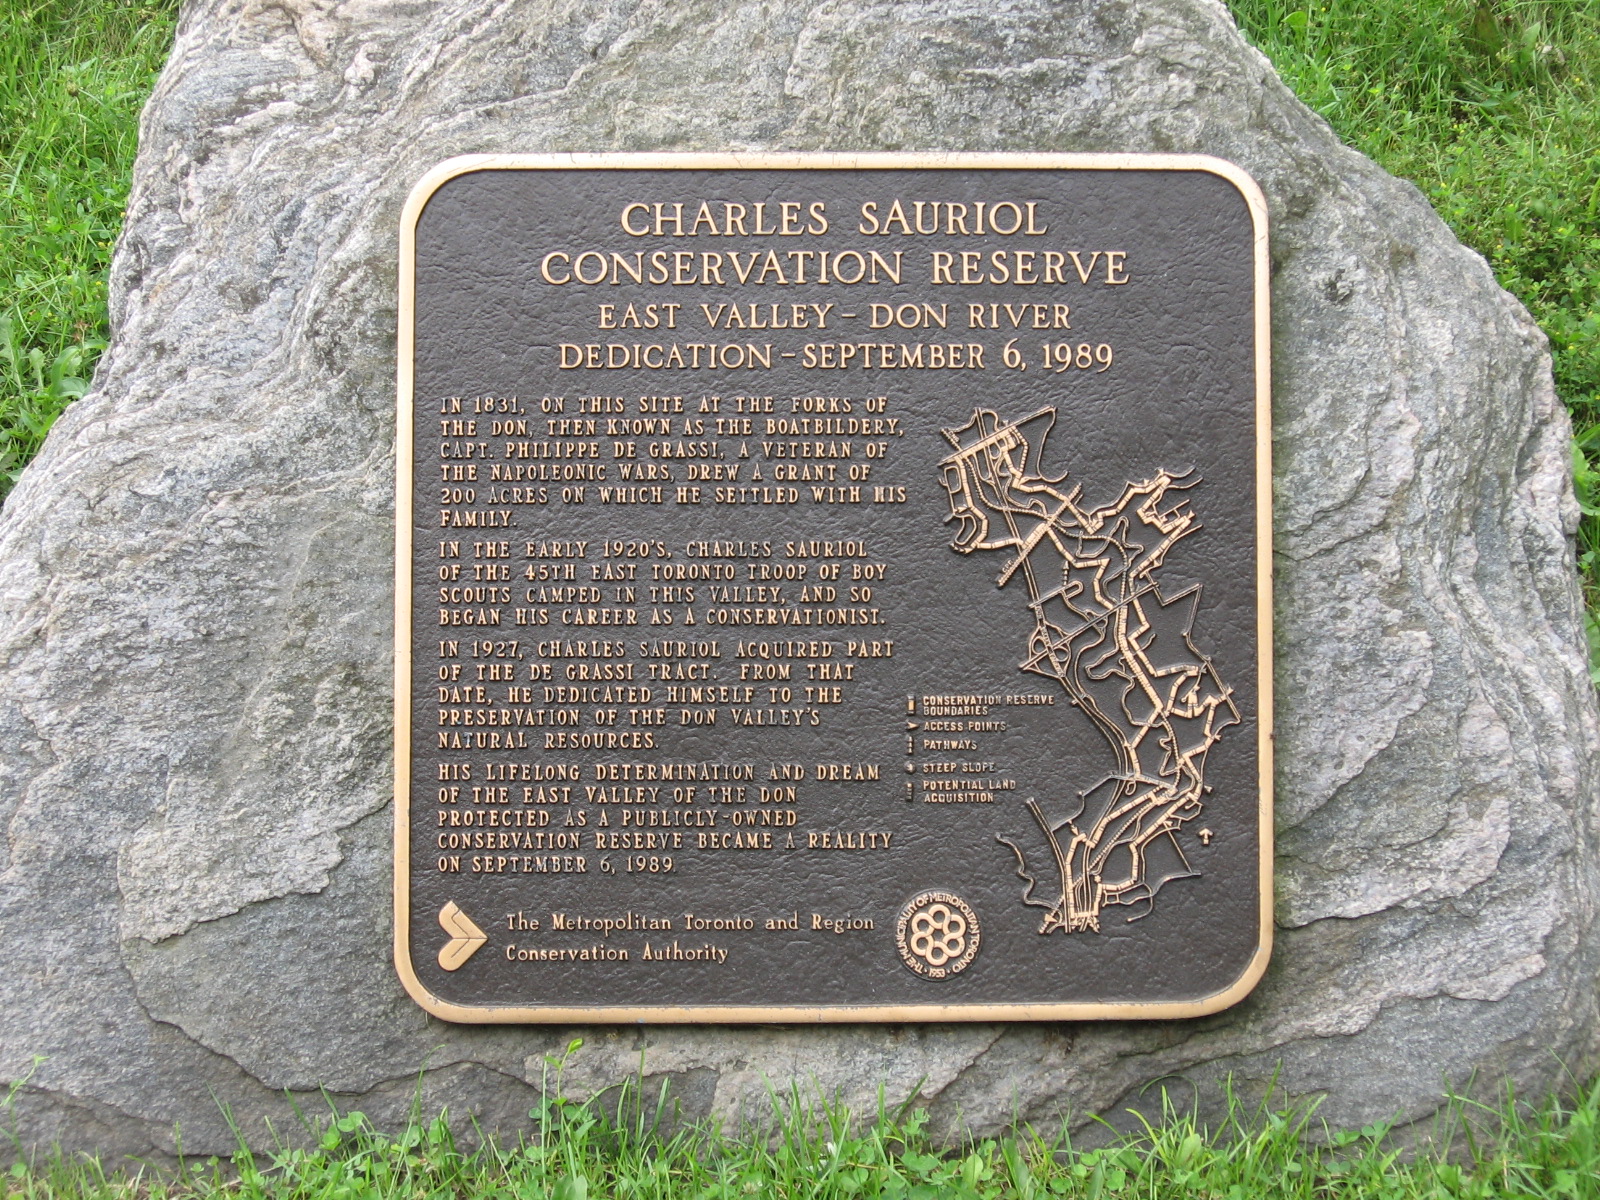 CHARLES SAURIOL
CONSERVATION RESERVE
EAST VALLEY – DON RIVER
DEDICATION – SEPTEMBER 6, 1989
IN 1831, ON THIS SITE AT THE FORKS OF
THE DON, THEN KNOWN AS THE BOATBILDERY,
CAPT. PHILIPPE DE GRASSI, A VETERAN OF
THE NAPOLEONIC WARS, DREW A GRANT OF
200 ACRES ON WHICH HE SETTLED WITH HIS
FAMILY.
IN THE EARLY 1920'S, CHARLES SAURIOL
OF THE 45TH EAST TORONTO TROOP OF BOY
SCOUTS CAMPED IN THIS VALLEY, AND SO
BEGAN HIS CAREER AS A CONSERVATIONIST.
IN 1927, CHARLES SAURIOL ACQUIRED PART
OF THE DE GRASSI TRACT. FROM THAT
DATE, HE DEDICATED HIMSELF TO THE
PRESERVATION OF THE DON VALLEY'S
NATURAL RESOURCES.
HIS LIFELONG DETERMINATION AND DREAM
OF THE EAST VALLEY OF THE DON
PROTECTED AS A PUBLICLY-OWNED
CONSERVATION RESERVE BECAME A REALITY
ON SEPTEMBER 6, 1989.
CONSERVATION RESERVE
BOUNDARIES
ACCESS POINTS
PATHWAYS
STEEP SLOPE
POTENTIAL LAND
ACQUISITION
The Metropolitan Toronto and Region
Conservation Authority
THE MUNICIPALITY OF METROPOLITAN TORONTO
• 1953 •